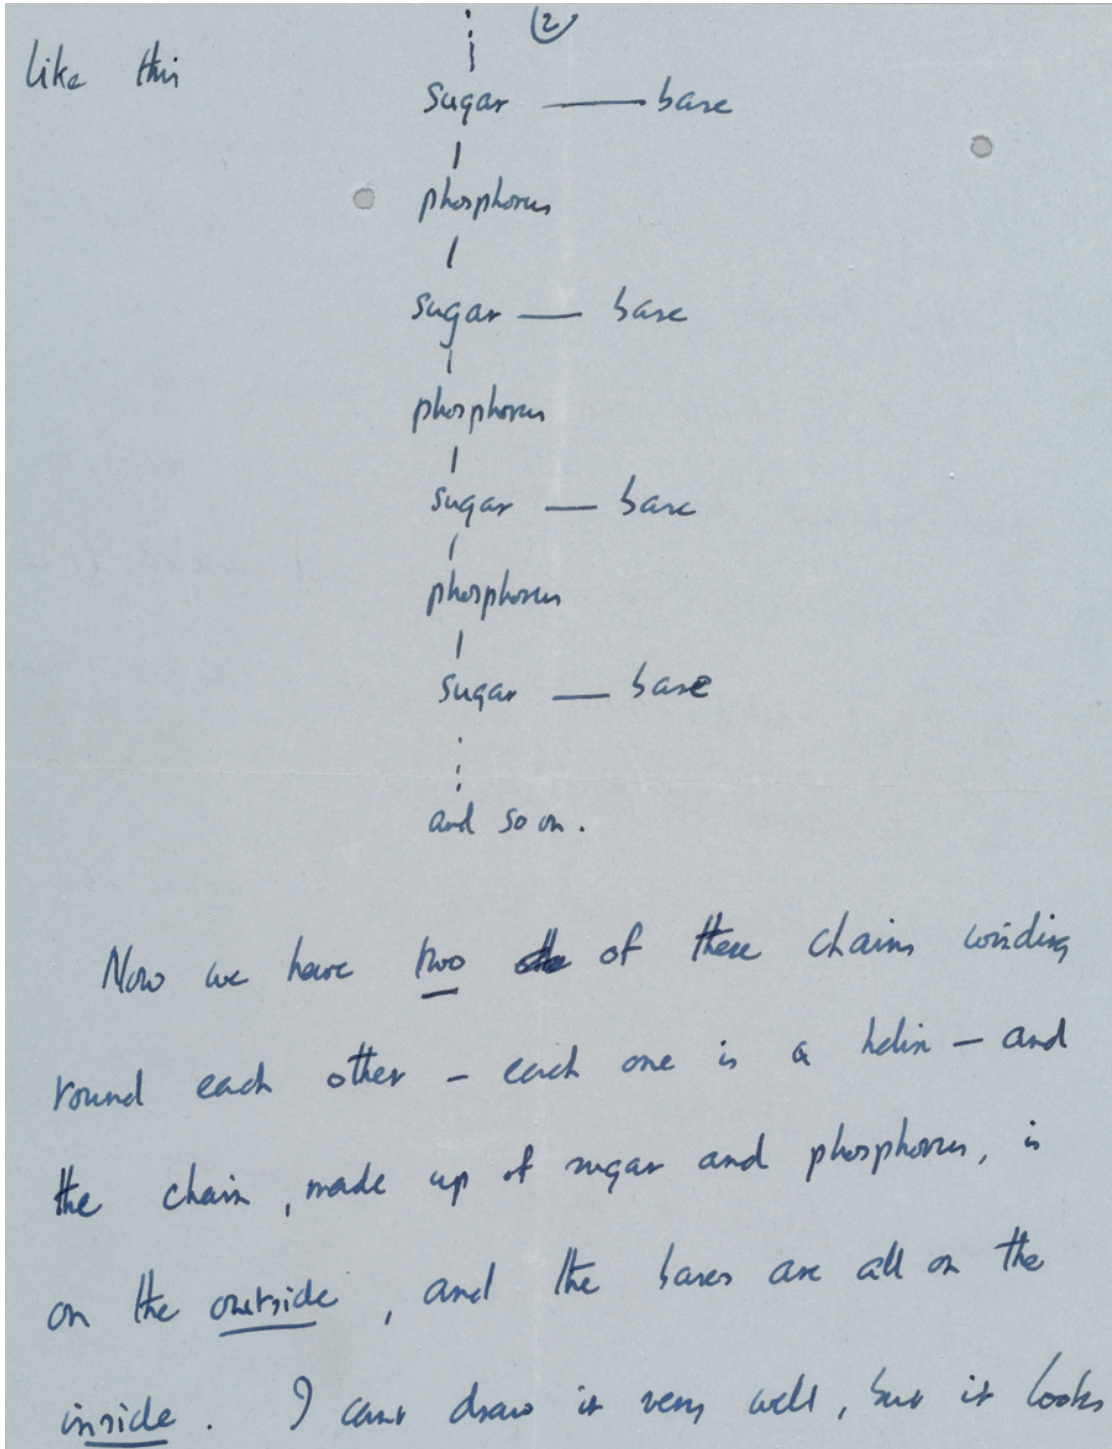 ②
like this
sugar — base
phosphorus
sugar — base
phosphorus
sugar — base
phosphorus
sugar — base
and so on.
Now we have two of these chains winding
round each other – each one is a helix – and
the chain, made up of sugar and phosphorus, is
on the outside, and the bases are all on the
inside. I can't draw it very well, but it looks